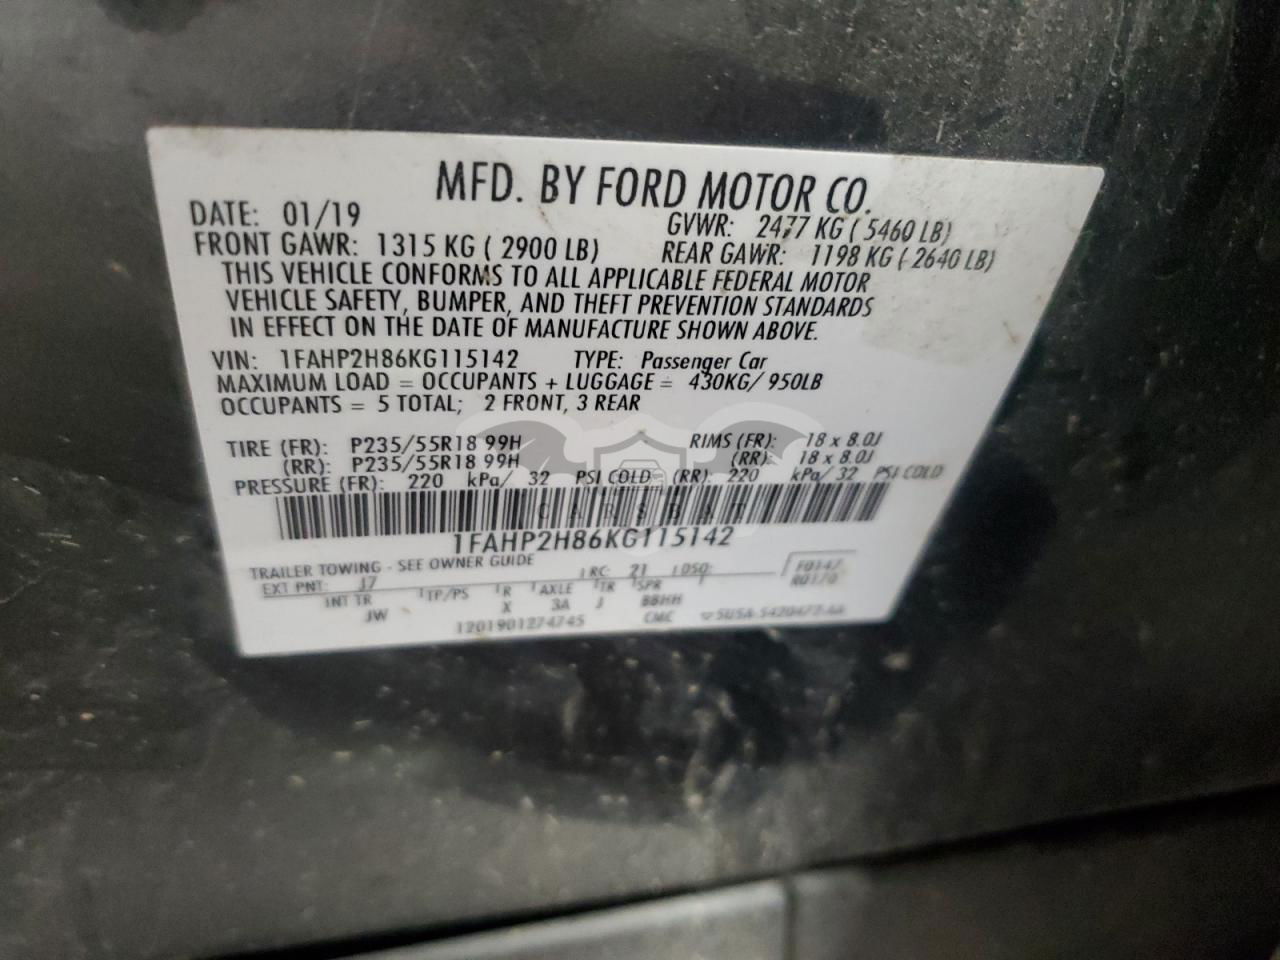 MFD. BY FORD MOTOR CO.
DATE: 01/19 GVWR: 2477 KG ( 5460 LB)
FRONT GAWR: 1315 KG ( 2900 LB) REAR GAWR: 1198 KG ( 2640 LB)
THIS VEHICLE CONFORMS TO ALL APPLICABLE FEDERAL MOTOR
VEHICLE SAFETY, BUMPER, AND THEFT PREVENTION STANDARDS
IN EFFECT ON THE DATE OF MANUFACTURE SHOWN ABOVE.
VIN: 1FAHP2H86KG115142 TYPE: Passenger Car
MAXIMUM LOAD = OCCUPANTS + LUGGAGE = 430KG/ 950LB
OCCUPANTS = 5 TOTAL; 2 FRONT, 3 REAR
TIRE (FR): P235/55R18 99H RIMS (FR): 18 x 8.0J
(RR): P235/55R18 99H (RR): 18 x 8.0J
PRESSURE (FR): 220 kPa/ 32 PSI COLD (RR): 220 kPa/ 32 PSI COLD
CARSBAT
1FAHP2H86KG115142
TRAILER TOWING - SEE OWNER GUIDE
EXT PNT: J7 RC: 21 DSO: F0147
R0170
INT TR TP/PS R AXLE TR SPR
JW X 3A J BBHH
1201901274745 CMC